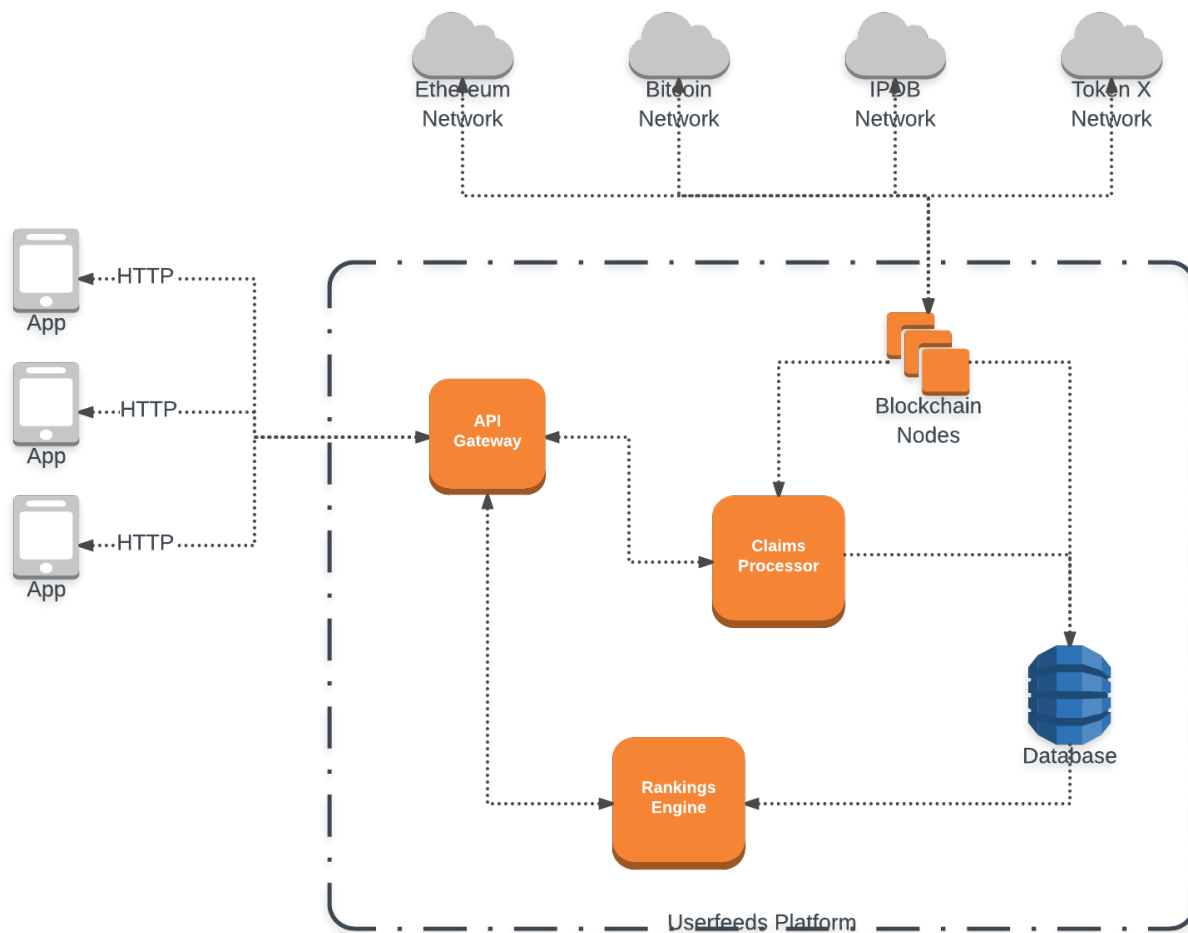 Ethereum
Network
Bitcoin
Network
IPDB
Network
Token X
Network
HTTP
App
HTTP
App
HTTP
App
Blockchain
Nodes
API
Gateway
Claims
Processor
Database
Rankings
Engine
Userfeeds Platform